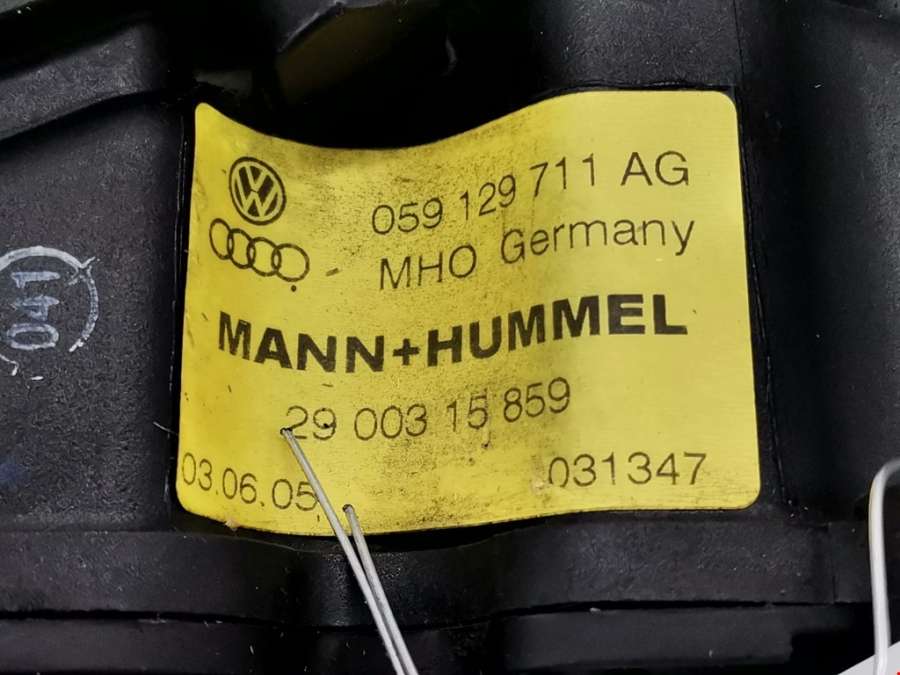 059 129 711 AG
MHO Germany
MANN+HUMMEL
29 003 15 859
03.06.05 031347
041